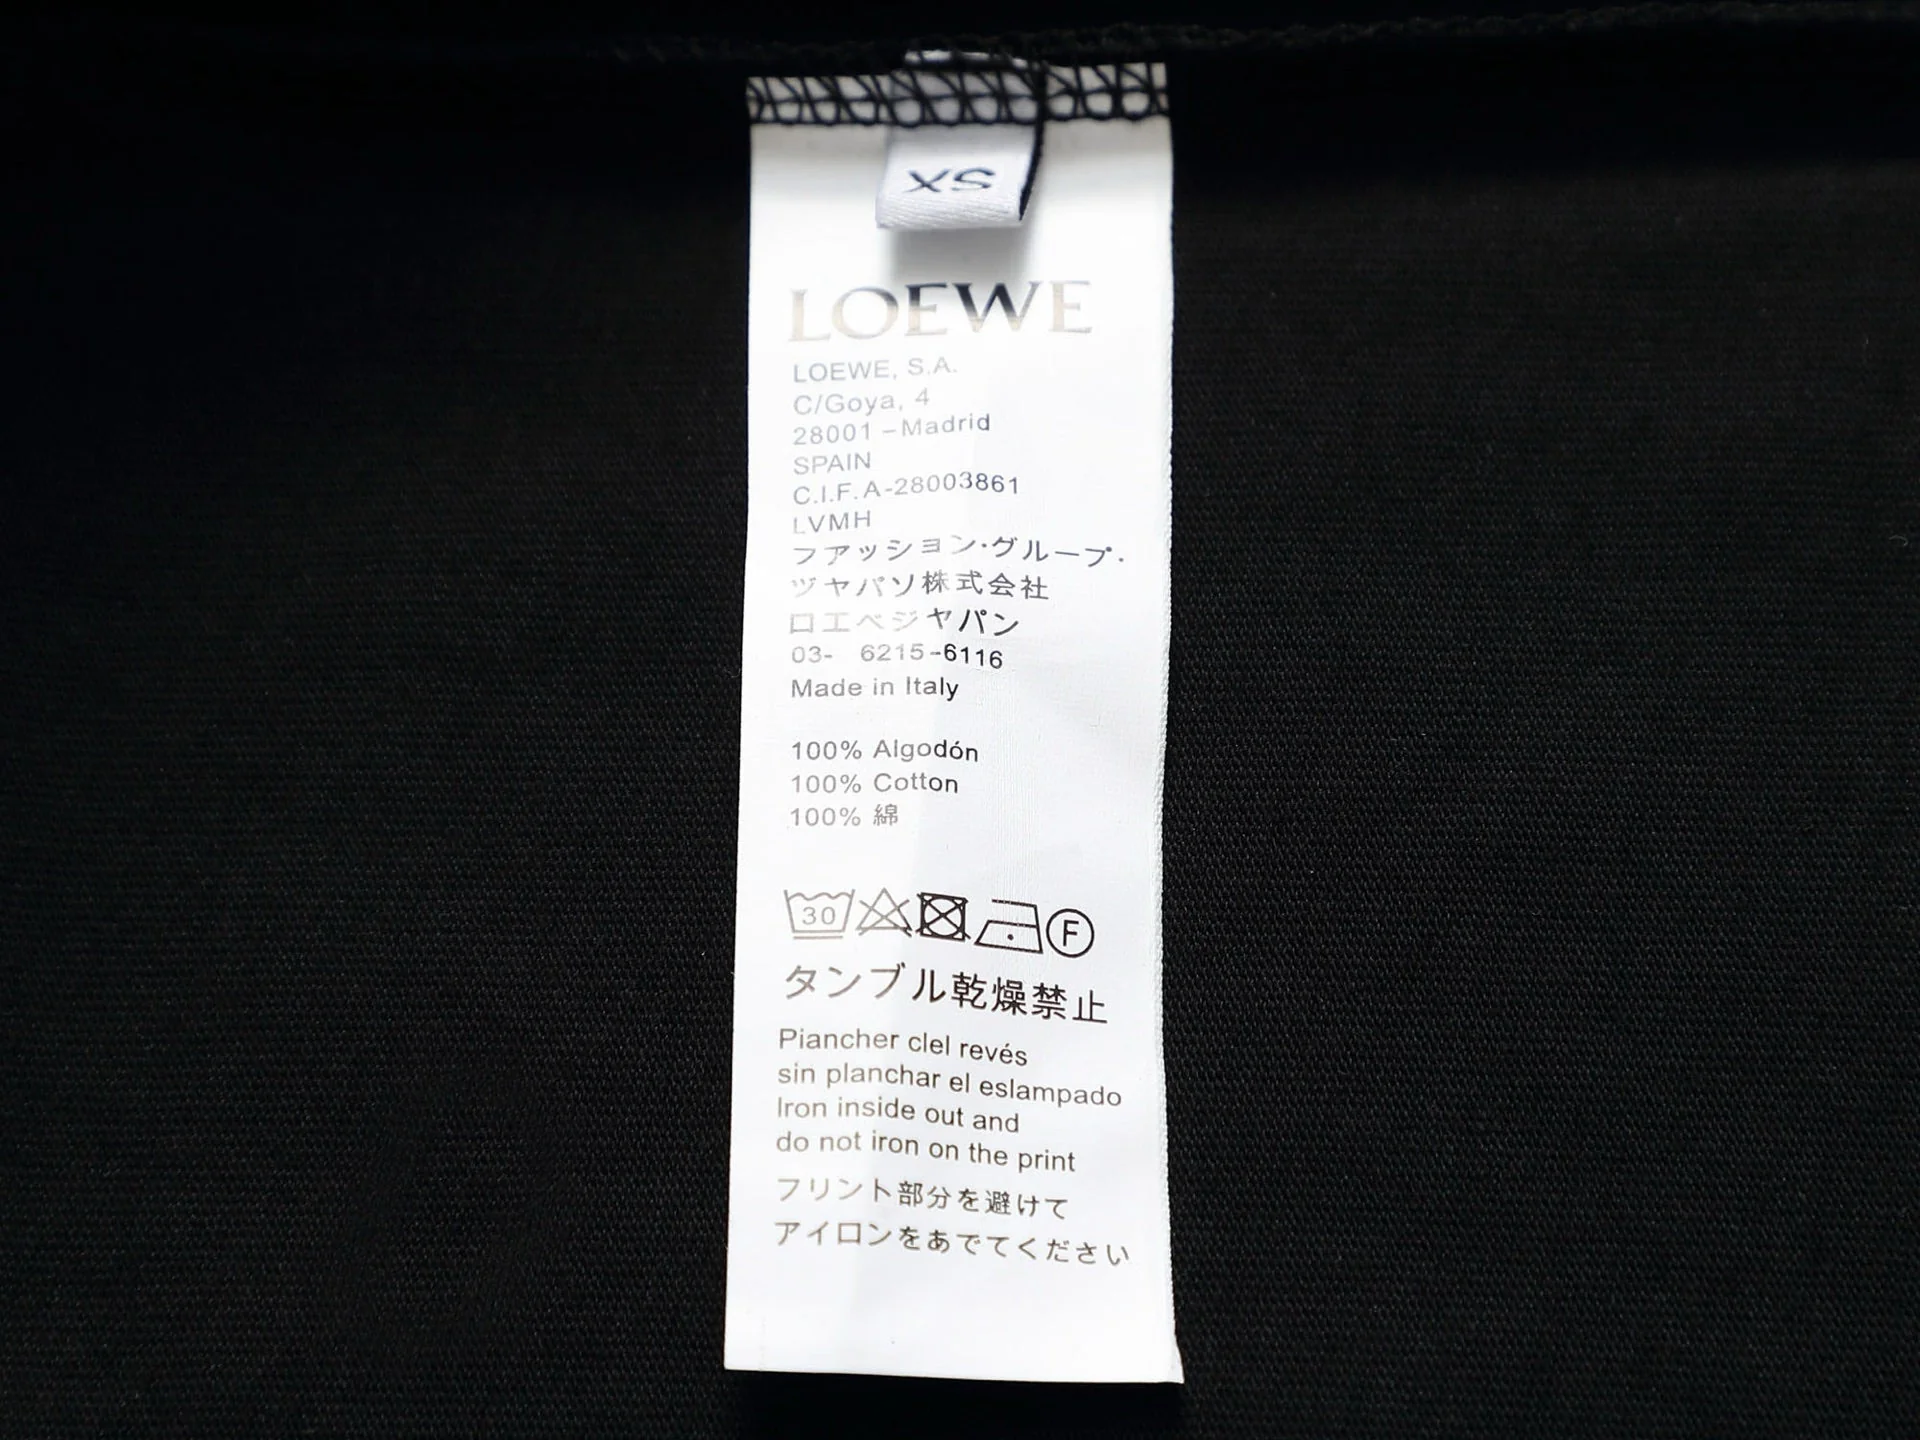 XS
LOEWE
LOEWE, S.A.
C/Goya, 4
28001 –Madrid
SPAIN
C.I.F. A-28003861
LVMH
ファッション·グループ·
ヅャパソ株式会社
ロエベジャパン
03- 6215-6116
Made in Italy
100% Algodón
100% Cotton
100% 綿
30 F
タンブル乾燥禁止
Piancher clel revés
sin planchar el eslampado
Iron inside out and
do not iron on the print
フリント部分を避けて
アイロンをあでてください